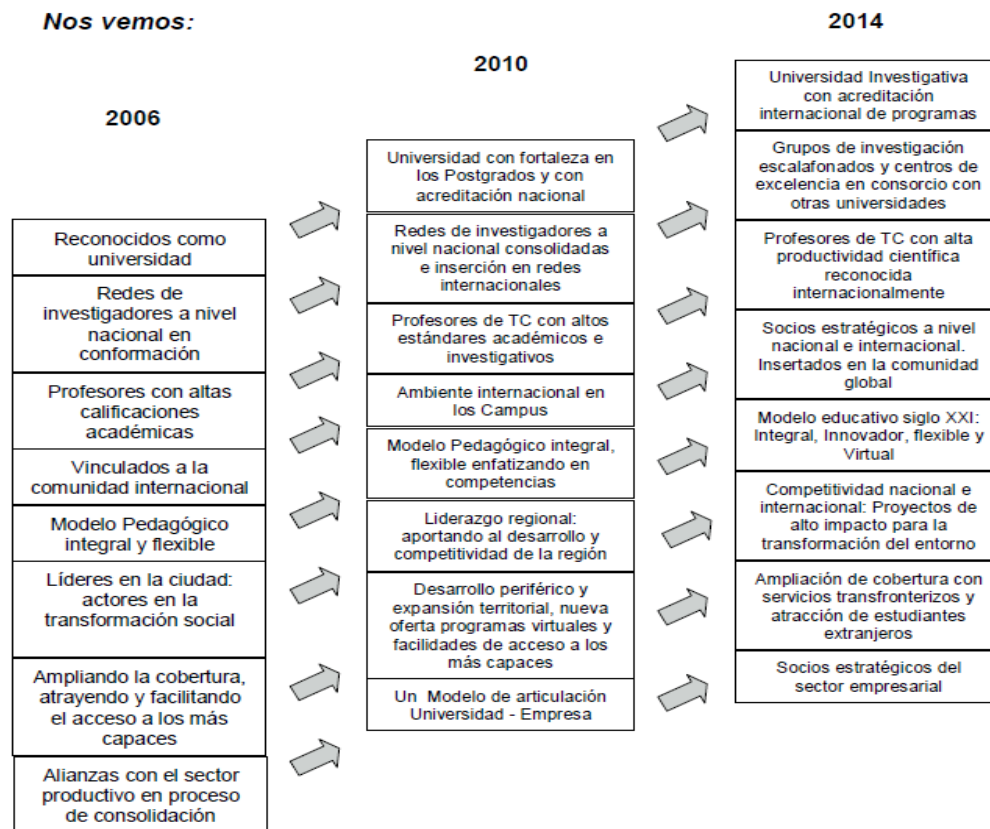 Nos vemos:
2006
Reconocidos como
universidad
Redes de
investigadores a nivel
nacional en
conformación
Profesores con altas
calificaciones
académicas
Vinculados a la
comunidad internacional
Modelo Pedagógico
integral y flexible
Líderes en la ciudad:
actores en la
transformación social
Ampliando la cobertura,
atrayendo y facilitando
el acceso a los más
capaces
Alianzas con el sector
productivo en proceso
de consolidación
2010
Universidad con fortaleza en
los Postgrados y con
acreditación nacional
Redes de investigadores a
nivel nacional consolidadas
e inserción en redes
internacionales
Profesores de TC con altos
estándares académicos e
investigativos
Ambiente internacional en
los Campus
Modelo Pedagógico integral,
flexible enfatizando en
competencias
Liderazgo regional:
aportando al desarrollo y
competitividad de la región
Desarrollo periférico y
expansión territorial, nueva
oferta programas virtuales y
facilidades de acceso a los
más capaces
Un Modelo de articulación
Universidad - Empresa
2014
Universidad Investigativa
con acreditación
internacional de programas
Grupos de investigación
escalafonados y centros de
excelencia en consorcio con
otras universidades
Profesores de TC con alta
productividad científica
reconocida
internacionalmente
Socios estratégicos a nivel
nacional e internacional.
Insertados en la comunidad
global
Modelo educativo siglo XXI:
Integral, Innovador, flexible y
Virtual
Competitividad nacional e
internacional: Proyectos de
alto impacto para la
transformación del entorno
Ampliación de cobertura con
servicios transfronterizos y
atracción de estudiantes
extranjeros
Socios estratégicos del
sector empresarial